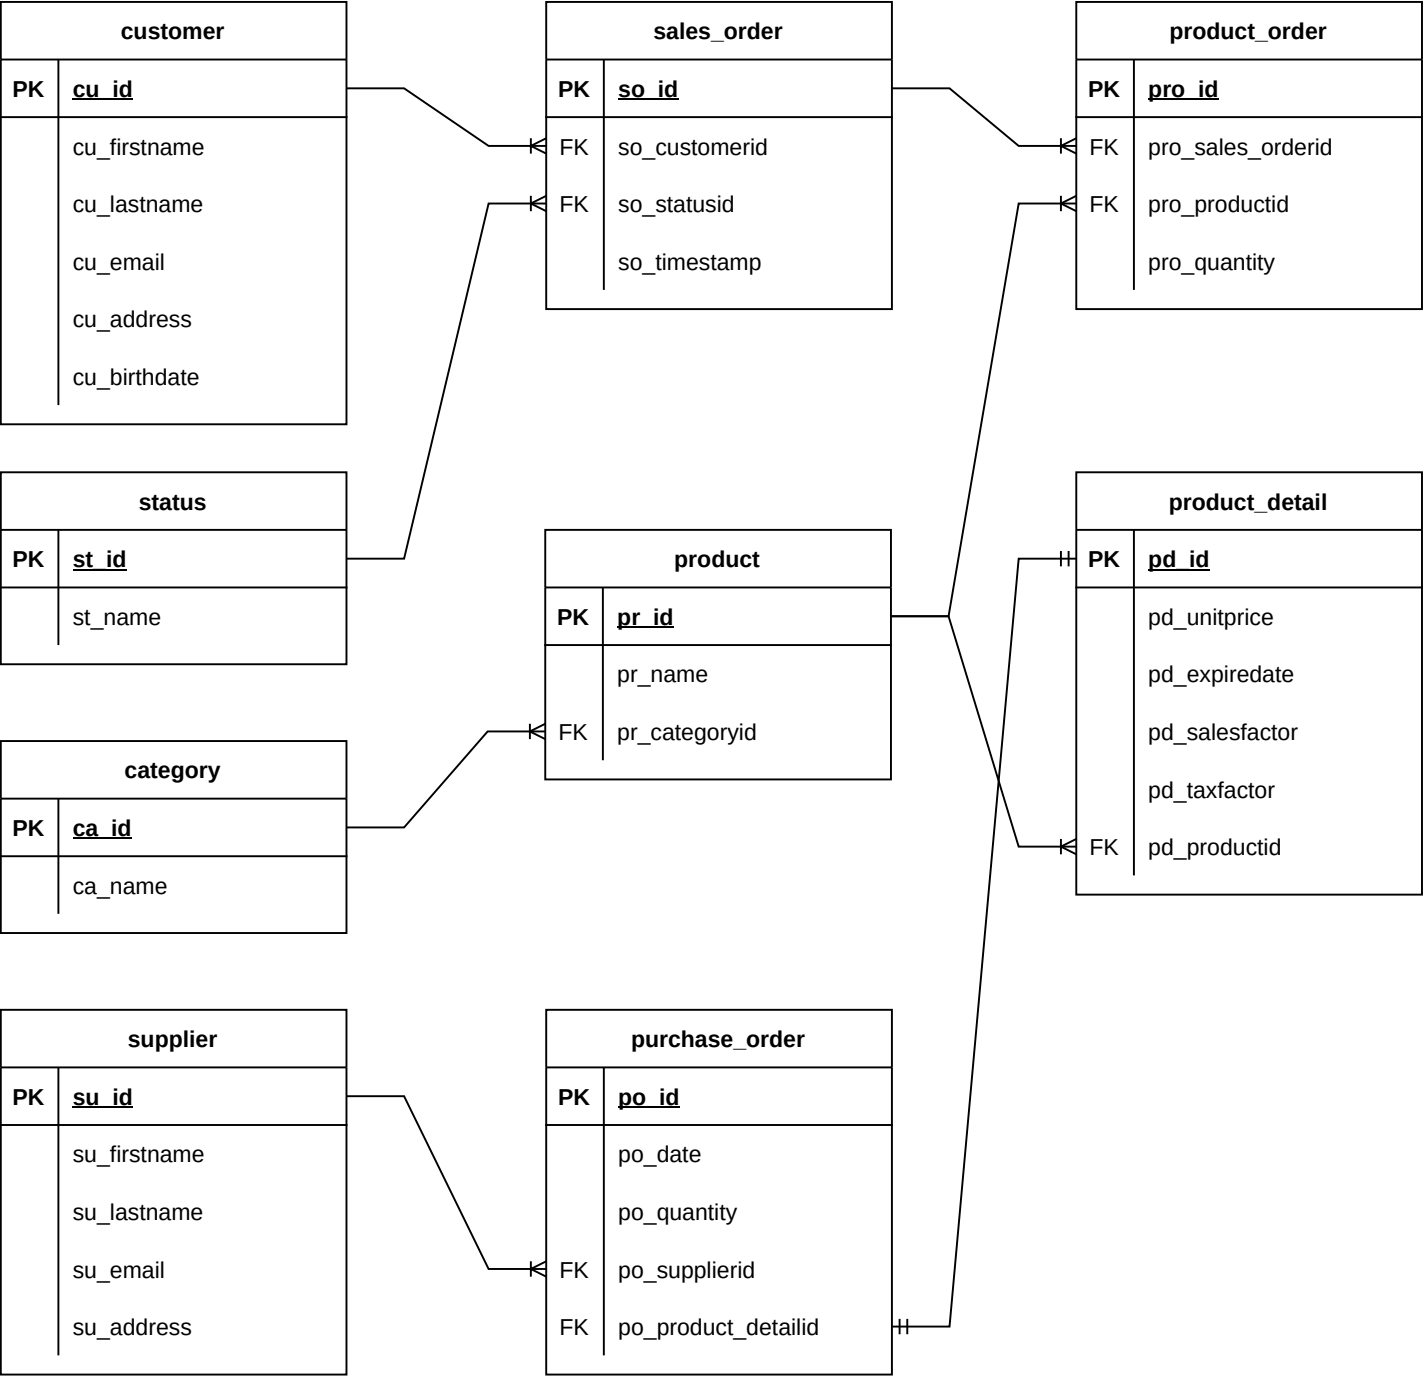 customer
PK cu_id
cu_firstname
cu_lastname
cu_email
cu_address
cu_birthdate
sales_order
PK so_id
FK so_customerid
FK so_statusid
so_timestamp
product_order
PK pro_id
FK pro_sales_orderid
FK pro_productid
pro_quantity
status
PK st_id
st_name
product
PK pr_id
pr_name
FK pr_categoryid
product_detail
PK pd_id
pd_unitprice
pd_expiredate
pd_salesfactor
pd_taxfactor
FK pd_productid
category
PK ca_id
ca_name
supplier
PK su_id
su_firstname
su_lastname
su_email
su_address
purchase_order
PK po_id
po_date
po_quantity
FK po_supplierid
FK po_product_detailid